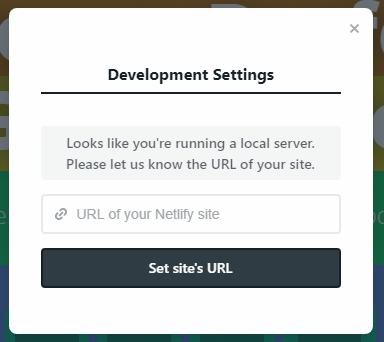 Development Settings
Looks like you're running a local server.
Please let us know the URL of your site.
URL of your Netlify site
Set site's URL